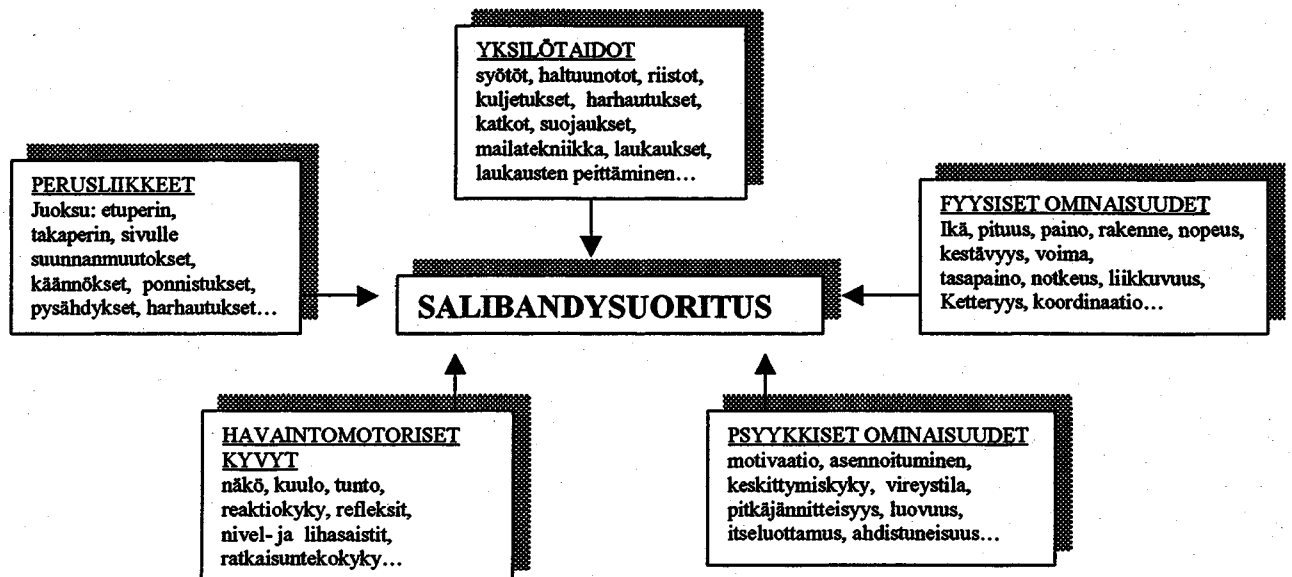 YKSILÖTAIDOT
syötöt, haltuunotot, riistot,
kuljetukset, harhautukset,
katkot, suojaukset,
mailatekniikka, laukaukset,
laukausten peittäminen...
PERUSLIIKKEET
Juoksu: etuperin,
takaperin, sivulle
suunnanmuutokset,
käännökset, ponnistukset,
pysähdykset, harhautukset...
FYYSISET OMINAISUUDET
Ikä, pituus, paino, rakenne, nopeus,
kestävyys, voima,
tasapaino, notkeus, liikkuvuus,
Ketteryys, koordinaatio...
SALIBANDYSUORITUS
HAVAINTOMOTORISET
KYVYT
näkö, kuulo, tunto,
reaktiokyky, refleksit,
nivel- ja lihasaistit,
ratkaisuntekokyky...
PSYYKKISET OMINAISUUDET
motivaatio, asennoituminen,
keskittymiskyky, vireystila,
pitkäjännitteisyys, luovuus,
itseluottamus, ahdistuneisuus...